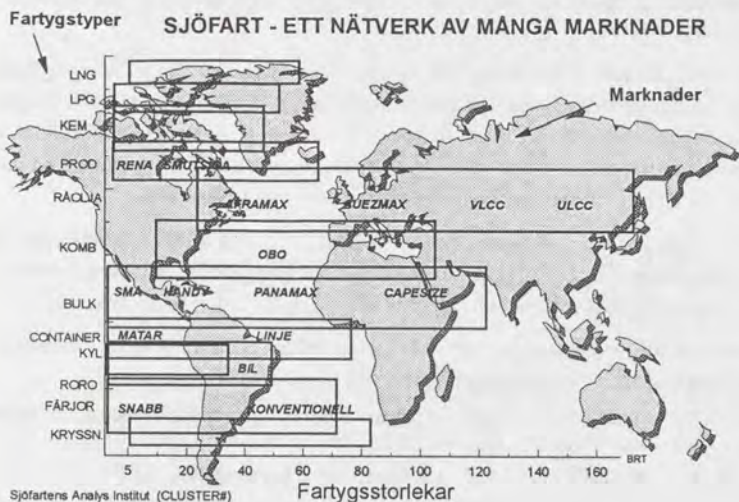 Fartygstyper
SJÖFART - ETT NÄTVERK AV MÅNGA MARKNADER
LNG
LPG
KEM
Marknader
PROD RENA SMUTSIGA
RÅOLJA AFRAMAX SUEZMAX VLCC ULCC
KOMB OBO
BULK SMA HANDY PANAMAX CAPESIZE
CONTAINER MATAR LINJE
KYL
BIL
RORO
FÄRJOR SNABB KONVENTIONELL
KRYSSN.
BRT
5 20 40 60 80 100 120 140 160
Sjöfartens Analys Institut (CLUSTER#) Fartygsstorlekar